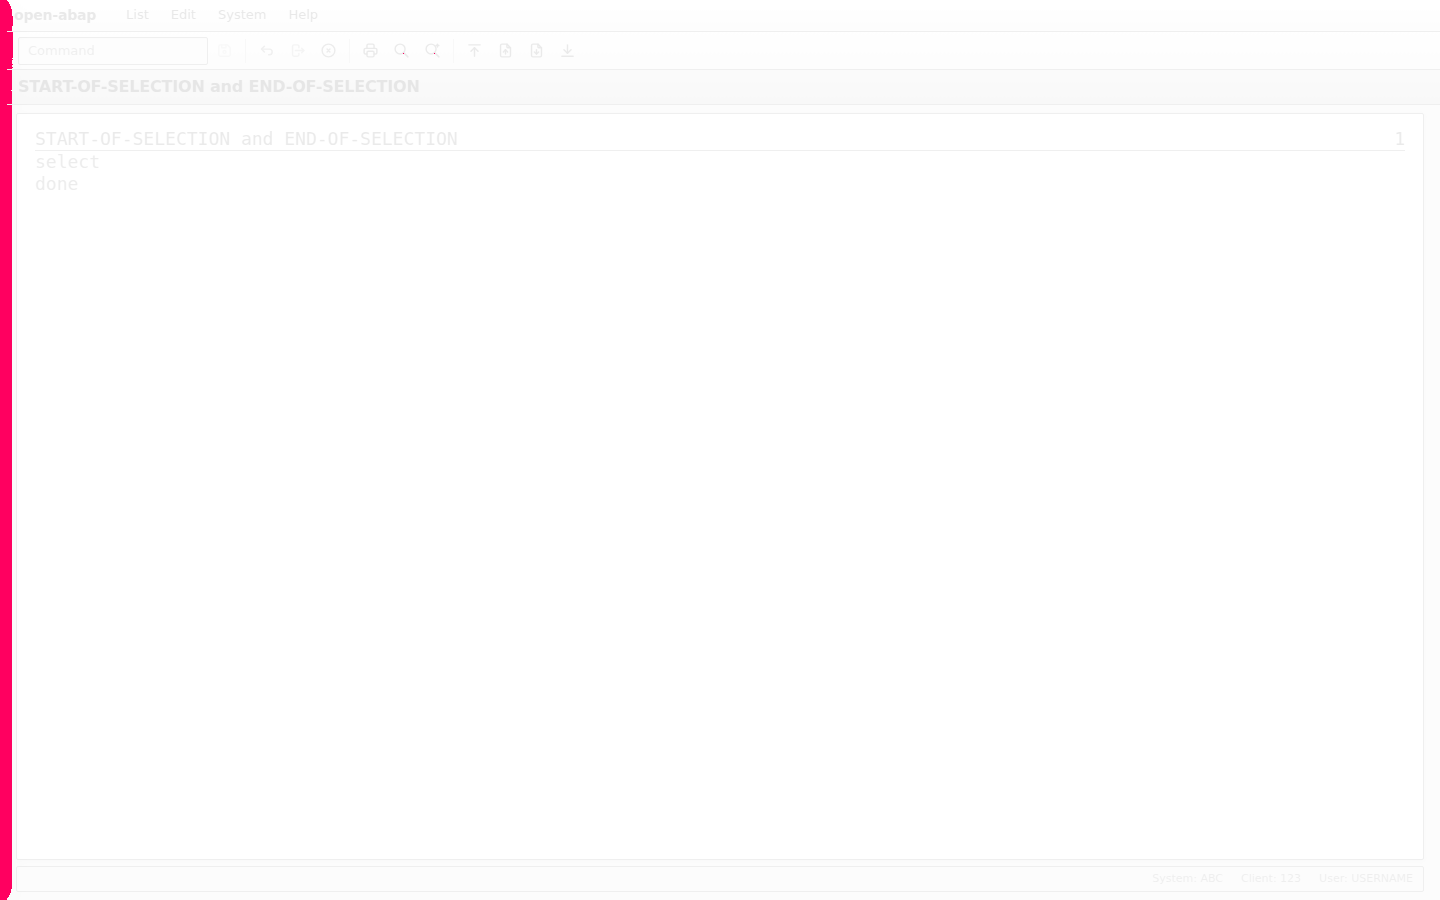 open-abap List Edit System Help
Command
START-OF-SELECTION and END-OF-SELECTION
START-OF-SELECTION and END-OF-SELECTION 1
select
done
System: ABC Client: 123 User: USERNAME